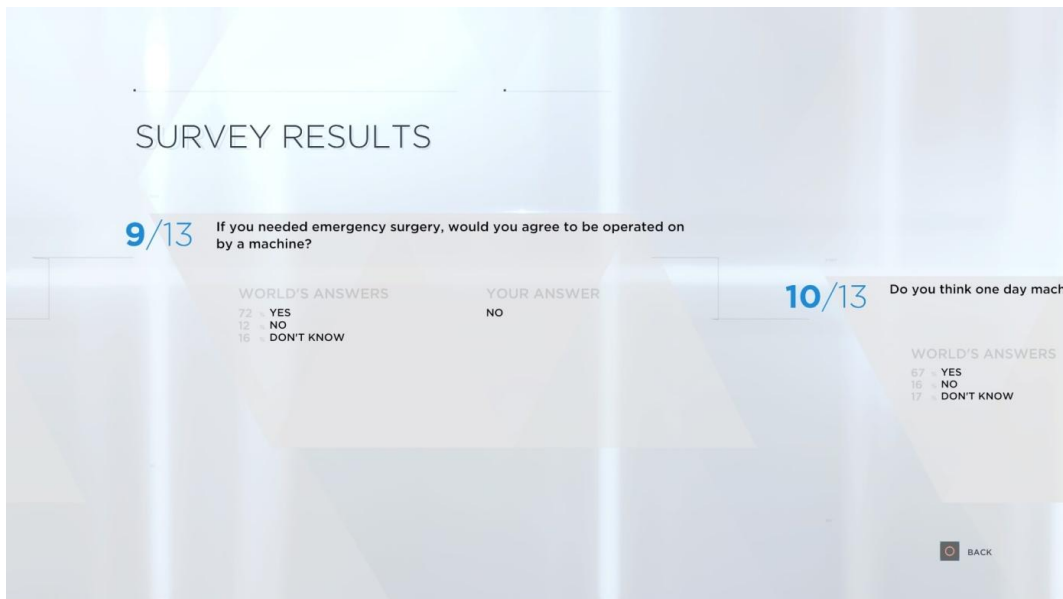 SURVEY RESULTS
9/13
If you needed emergency surgery, would you agree to be operated on
by a machine?
WORLD'S ANSWERS
72 % YES
12 % NO
16 % DON'T KNOW
YOUR ANSWER
NO
10/13
Do you think one day mach
WORLD'S ANSWERS
67 % YES
16 % NO
17 % DON'T KNOW
BACK